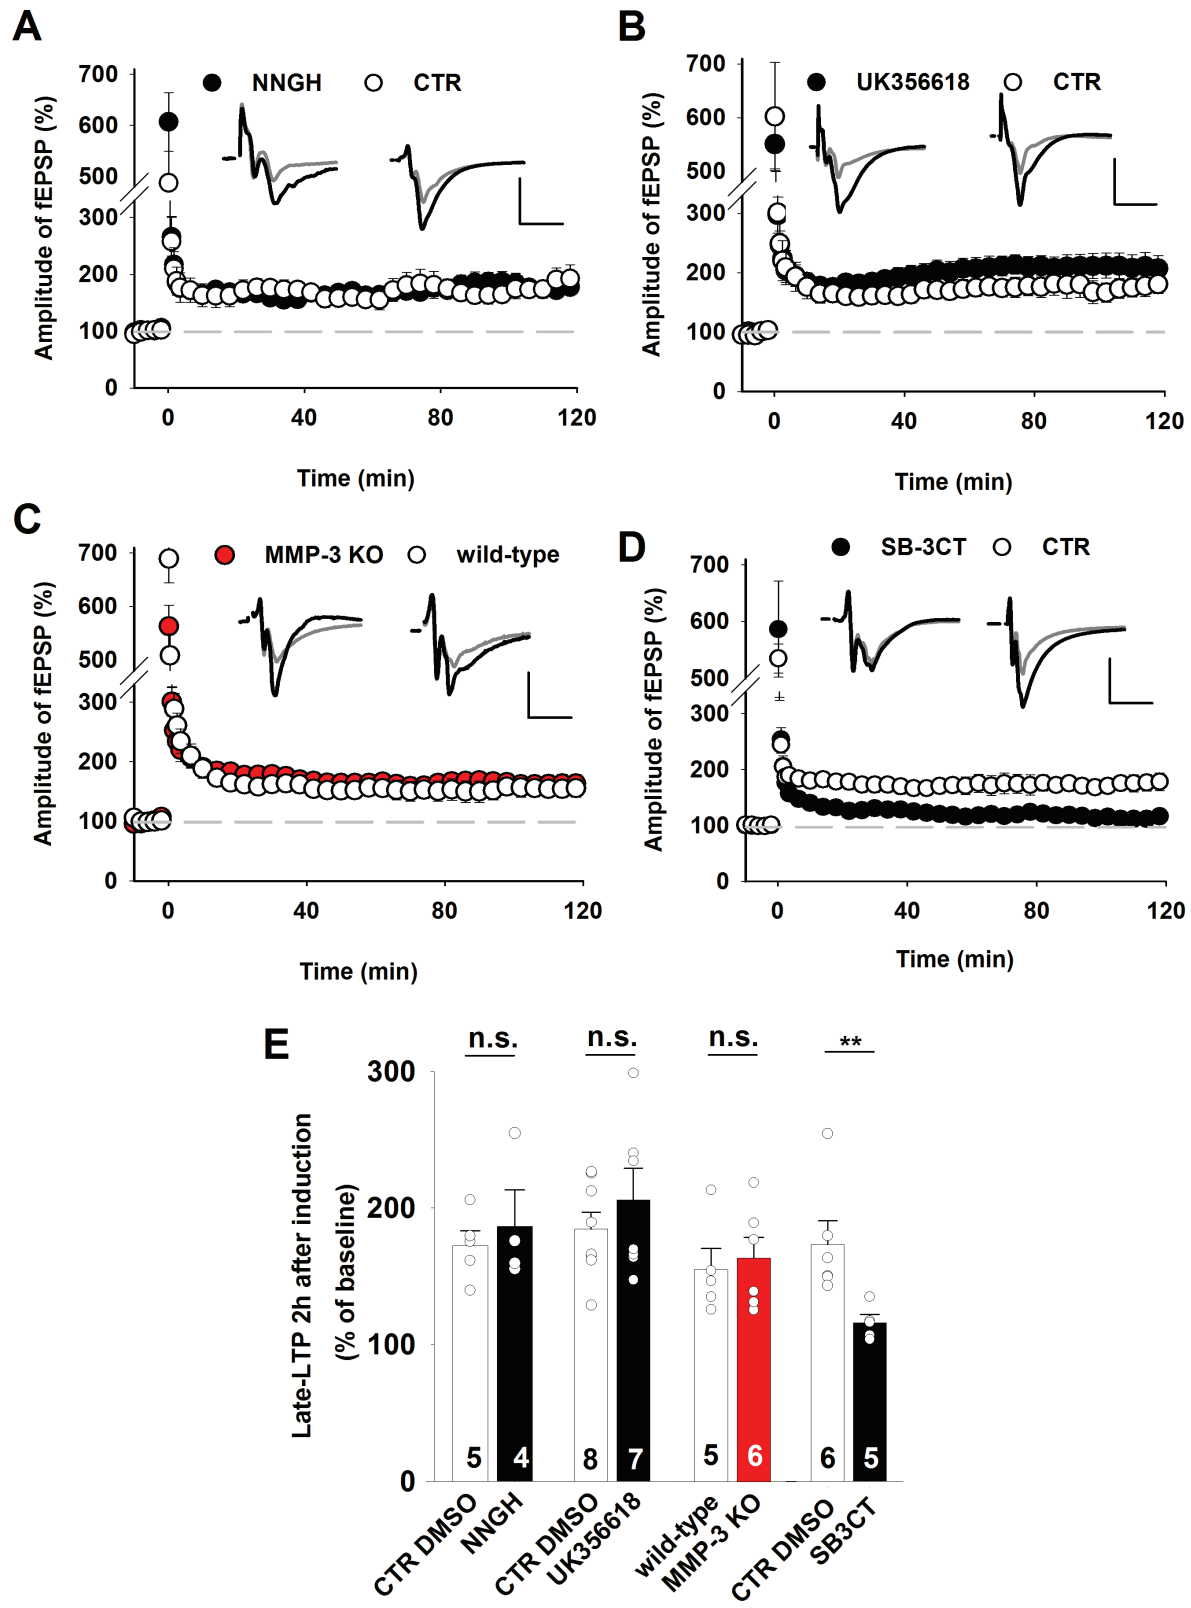 A
NNGH CTR
Amplitude of fEPSP (%)
700
600
500
300
200
100
0
0 40 80 120
Time (min)
B
UK356618 CTR
Amplitude of fEPSP (%)
700
600
500
300
200
100
0
0 40 80 120
Time (min)
C
MMP-3 KO wild-type
Amplitude of fEPSP (%)
700
600
500
300
200
100
0
0 40 80 120
Time (min)
D
SB-3CT CTR
Amplitude of fEPSP (%)
700
600
500
300
200
100
0
0 40 80 120
Time (min)
E
n.s. n.s. n.s. **
Late-LTP 2h after induction
(% of baseline)
300
200
100
0
5 4 8 7 5 6 6 5
CTR DMSO
NNGH
CTR DMSO
UK356618
wild-type
MMP-3 KO
CTR DMSO
SB3CT